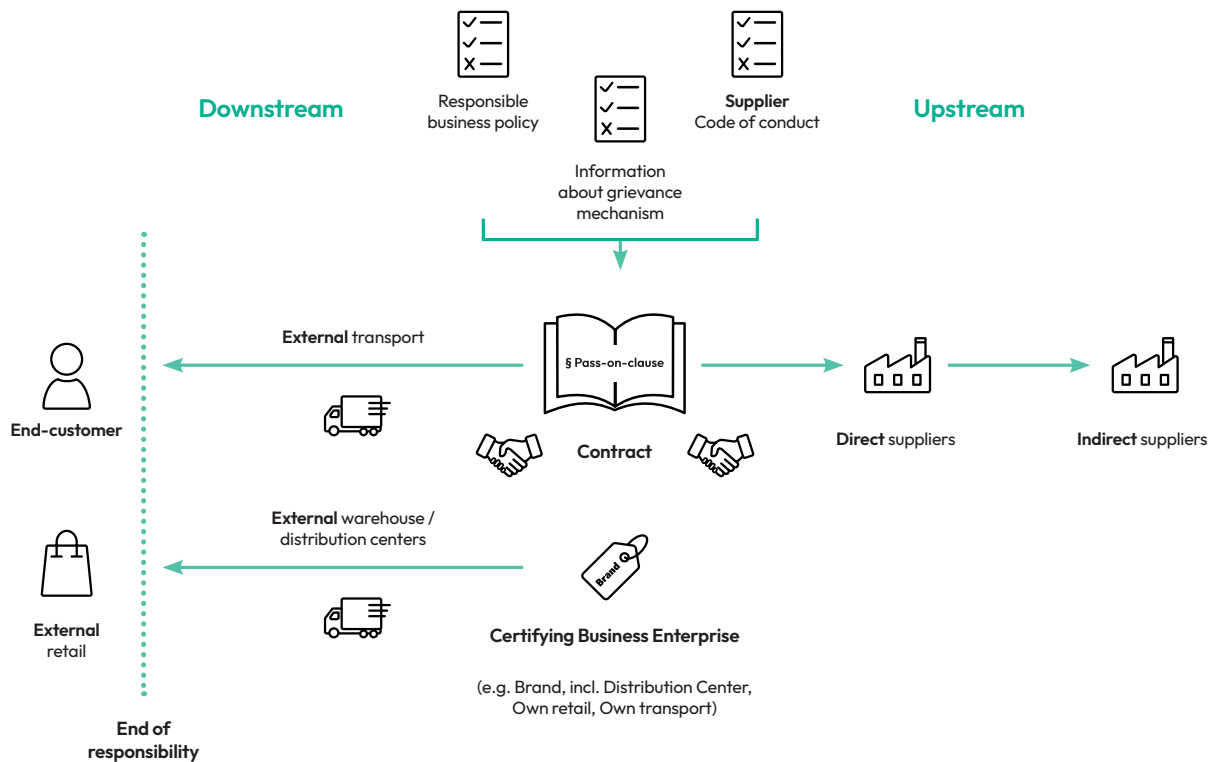 Downstream
Responsible
business policy
Supplier
Code of conduct
Upstream
Information
about grievance
mechanism
External transport
§ Pass-on-clause
End-customer
Contract
Direct suppliers
Indirect suppliers
External warehouse /
distribution centers
Brand
External
retail
Certifying Business Enterprise
(e.g. Brand, incl. Distribution Center,
Own retail, Own transport)
End of
responsibility